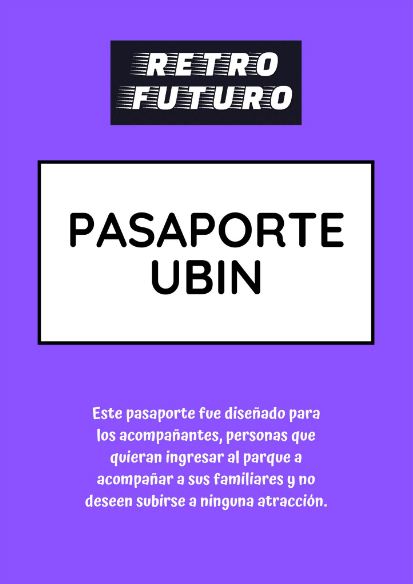 RETRO
FUTURO
PASAPORTE
UBIN
Este pasaporte fue diseñado para
los acompañantes, personas que
quieran ingresar al parque a
acompañar a sus familiares y no
deseen subirse a ninguna atracción.